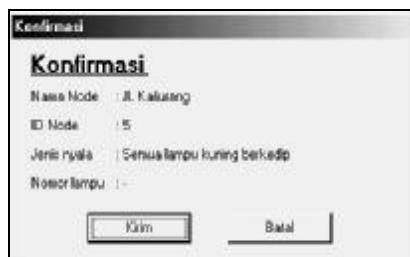 Konfirmasi
Konfirmasi
Nama Node : Jl. Kaliurang
ID Node : 5
Jenis nyala : Semua lampu kuning berkedip
Nomor lampu : -
Kirim Batal